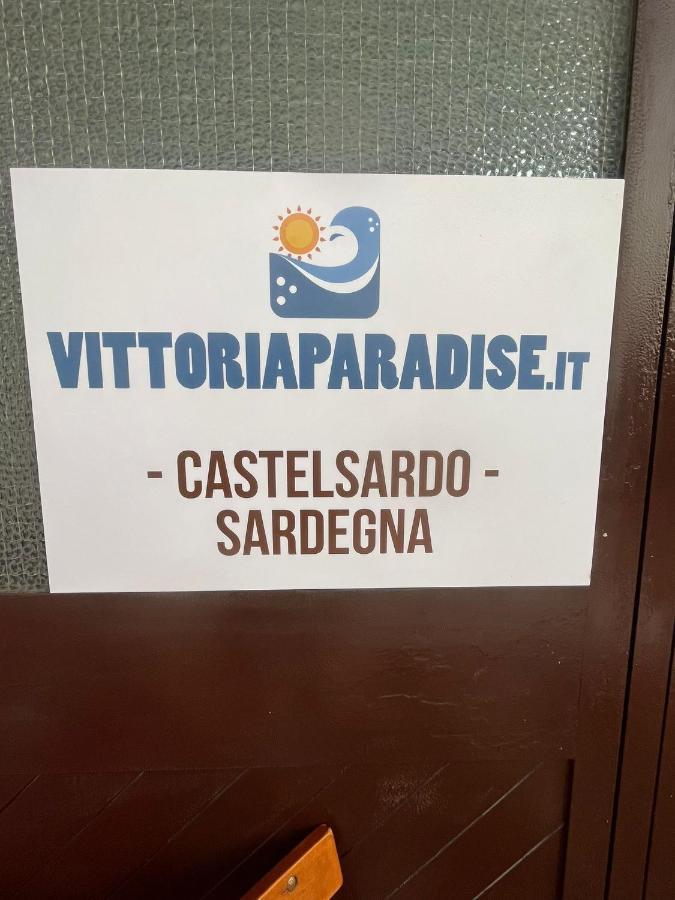 VITTORIAPARADISE.IT
- CASTELSARDO -
SARDEGNA